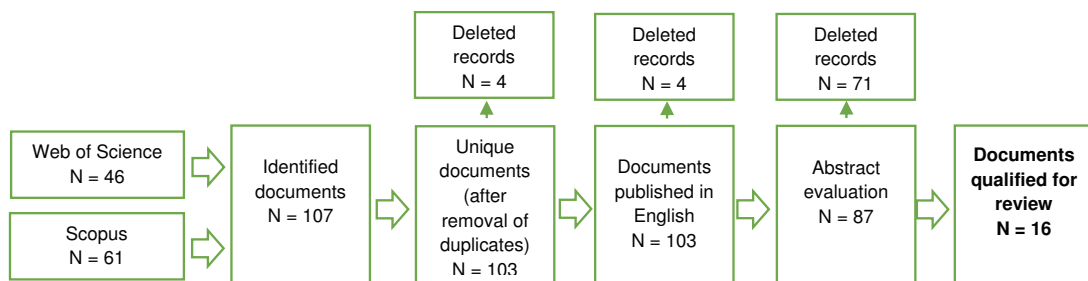 Deleted
records
N = 4
Deleted
records
N = 4
Deleted
records
N = 71
Web of Science
N = 46
Scopus
N = 61
Identified
documents
N = 107
Unique
documents
(after
removal of
duplicates)
N = 103
Documents
published in
English
N = 103
Abstract
evaluation
N = 87
Documents
qualified for
review
N = 16